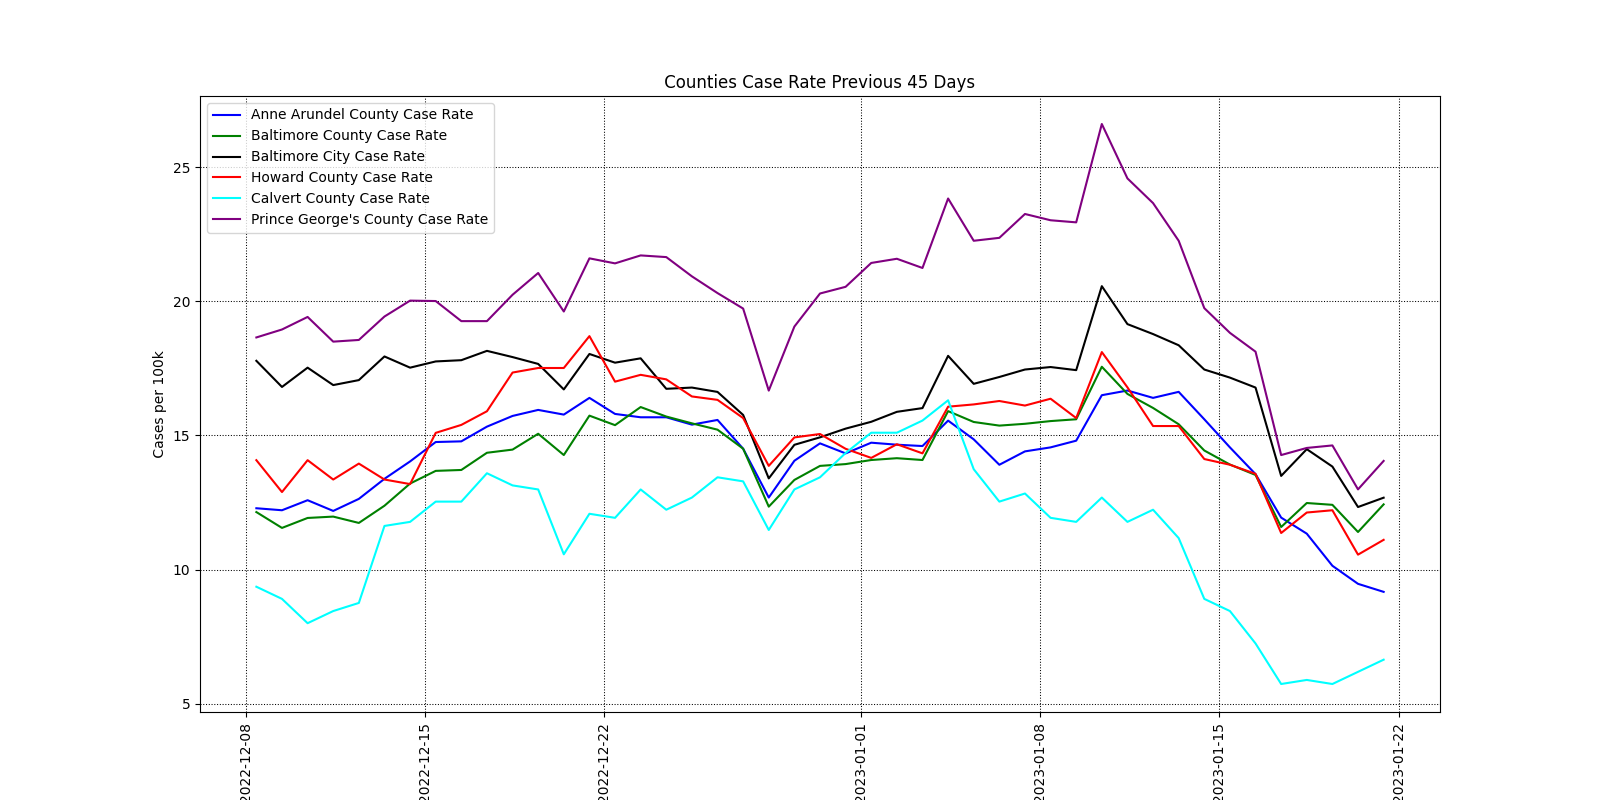 Counties Case Rate Previous 45 Days
Anne Arundel County Case Rate
Baltimore County Case Rate
Baltimore City Case Rate
Howard County Case Rate
Calvert County Case Rate
Prince George's County Case Rate
Cases per 100k
25
20
15
10
5
2022-12-08
2022-12-15
2022-12-22
2023-01-01
2023-01-08
2023-01-15
2023-01-22